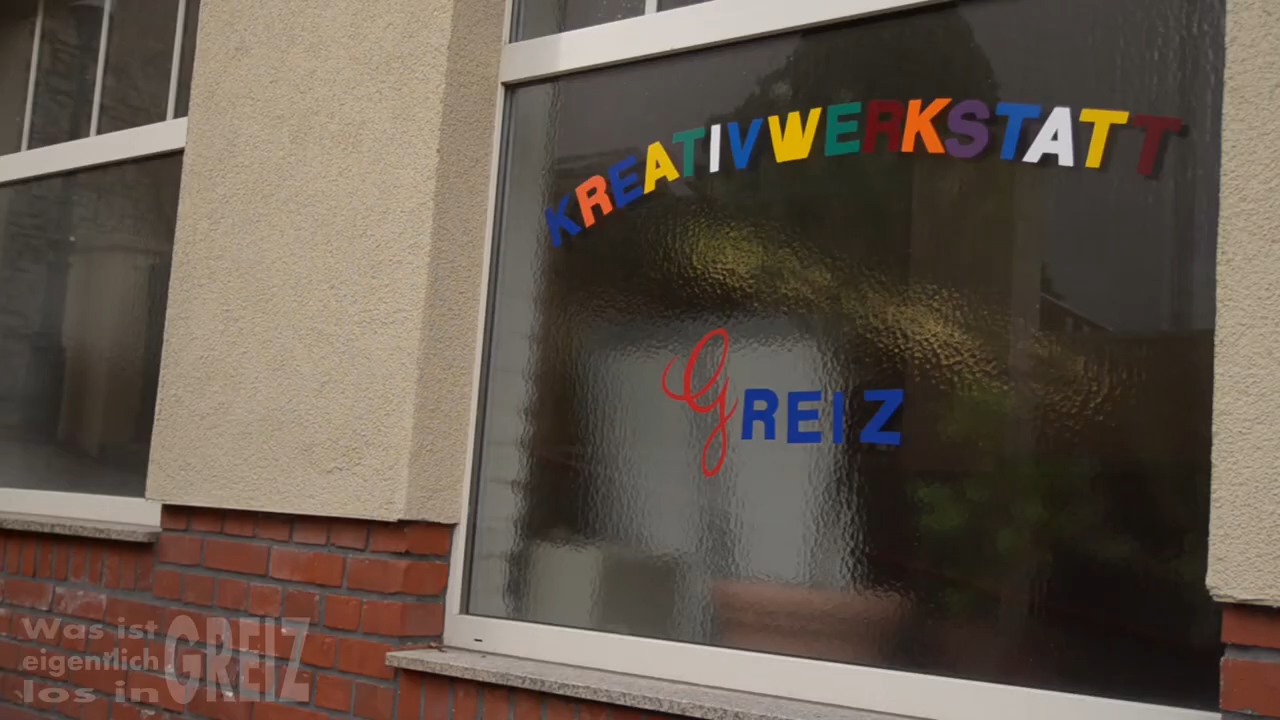 KREATIVWERKSTATT
GREIZ
Was ist
eigentlich
los in GREIZ